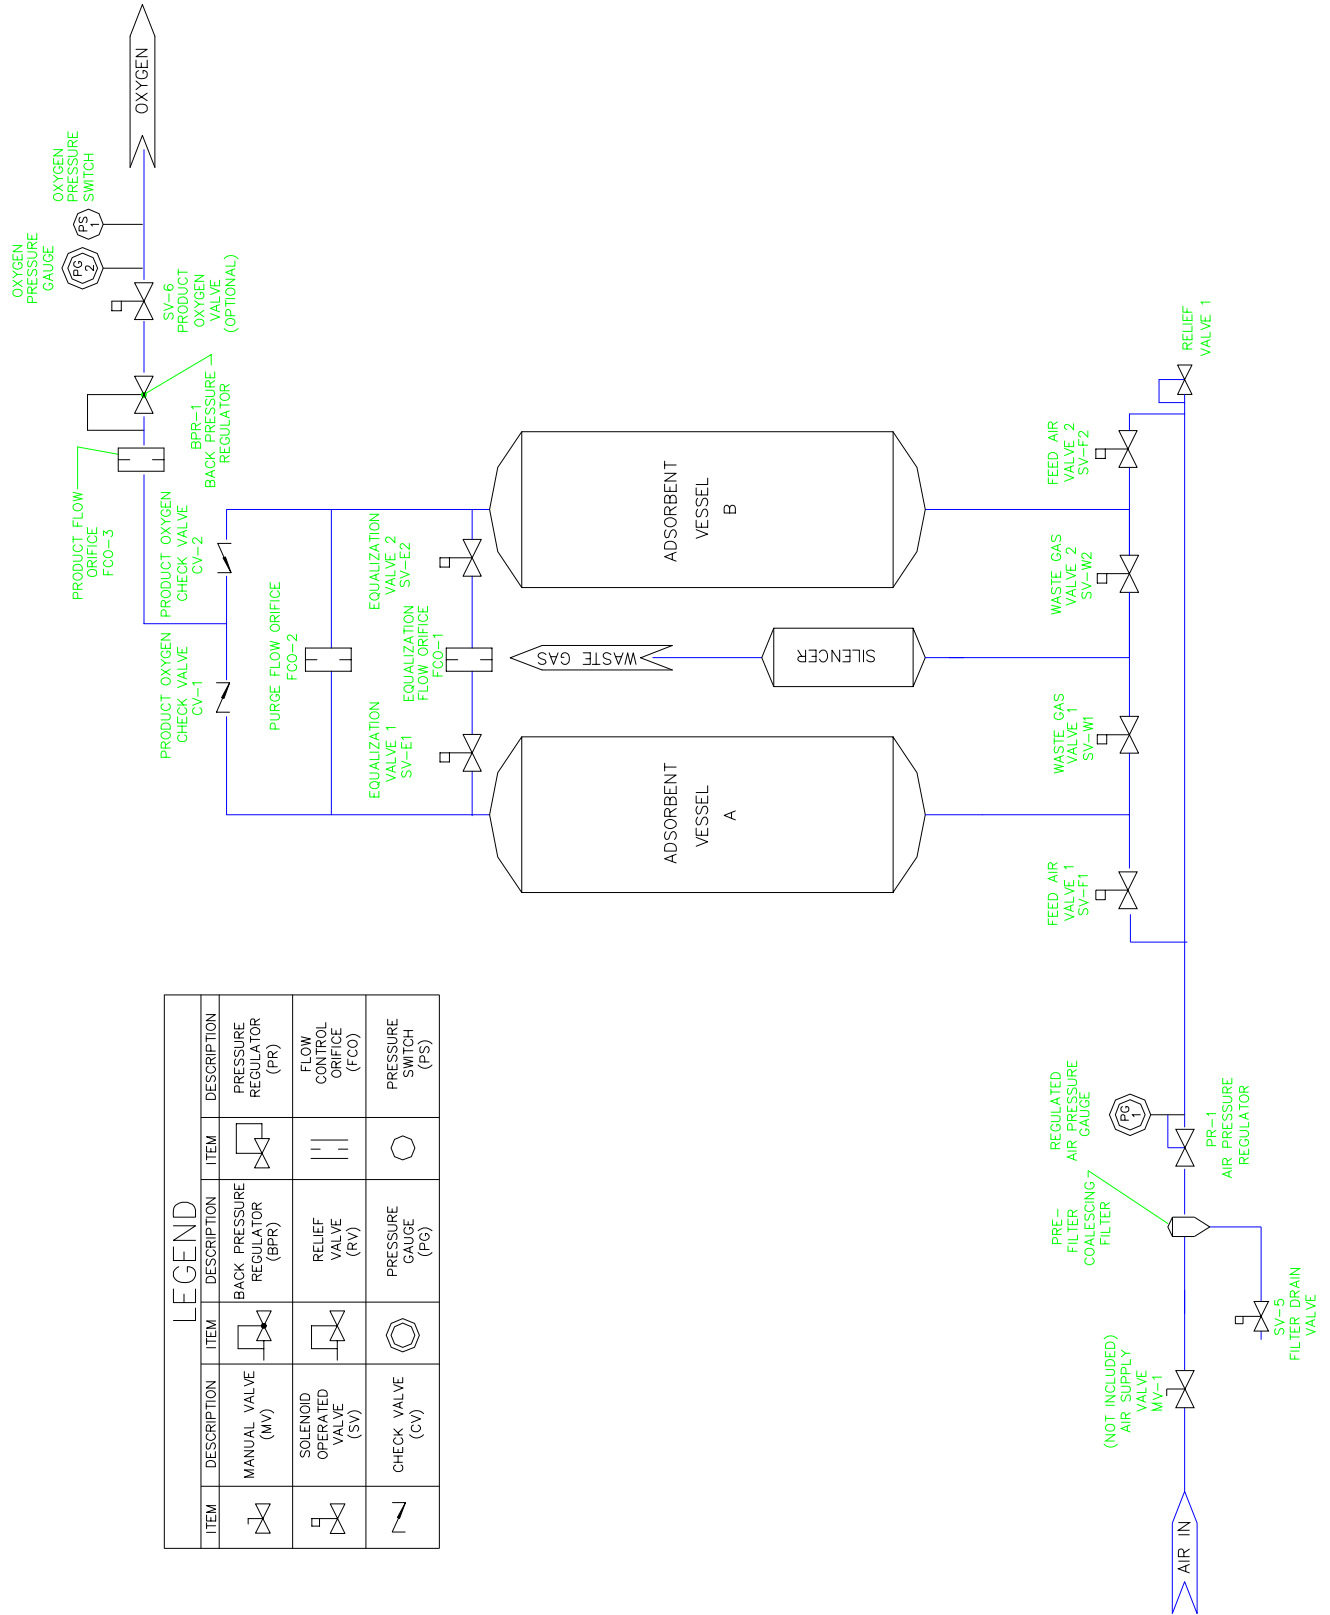 OXYGEN
OXYGEN
PRESSURE
SWITCH
PS
1
OXYGEN
PRESSURE
GAUGE
PG
2
SV-6
PRODUCT
OXYGEN
VALVE
(OPTIONAL)
BPR-1
BACK PRESSURE
REGULATOR
PRODUCT FLOW
ORIFICE
FCO-3
PRODUCT OXYGEN
CHECK VALVE
CV-2
PRODUCT OXYGEN
CHECK VALVE
CV-1
PURGE FLOW ORIFICE
FCO-2
EQUALIZATION
VALVE 2
SV-E2
EQUALIZATION
FLOW ORIFICE
FCO-1
EQUALIZATION
VALVE 1
SV-E1
ADSORBENT
VESSEL
B
WASTE GAS
SILENCER
ADSORBENT
VESSEL
A
FEED AIR
VALVE 2
SV-F2
WASTE GAS
VALVE 2
SV-W2
WASTE GAS
VALVE 1
SV-W1
FEED AIR
VALVE 1
SV-F1
RELIEF
VALVE 1
REGULATED
AIR PRESSURE
GAUGE
PG
1
PR-1
AIR PRESSURE
REGULATOR
PRE-
FILTER
COALESCING
FILTER
SV-5
FILTER DRAIN
VALVE
(NOT INCLUDED)
AIR SUPPLY
VALVE
MV-1
AIR IN
LEGEND
ITEM
DESCRIPTION
ITEM
DESCRIPTION
ITEM
DESCRIPTION
MANUAL VALVE
(MV)
BACK PRESSURE
REGULATOR
(BPR)
PRESSURE
REGULATOR
(PR)
SOLENOID
OPERATED
VALVE
(SV)
RELIEF
VALVE
(RV)
FLOW
CONTROL
ORIFICE
(FCO)
CHECK VALVE
(CV)
PRESSURE
GAUGE
(PG)
PRESSURE
SWITCH
(PS)